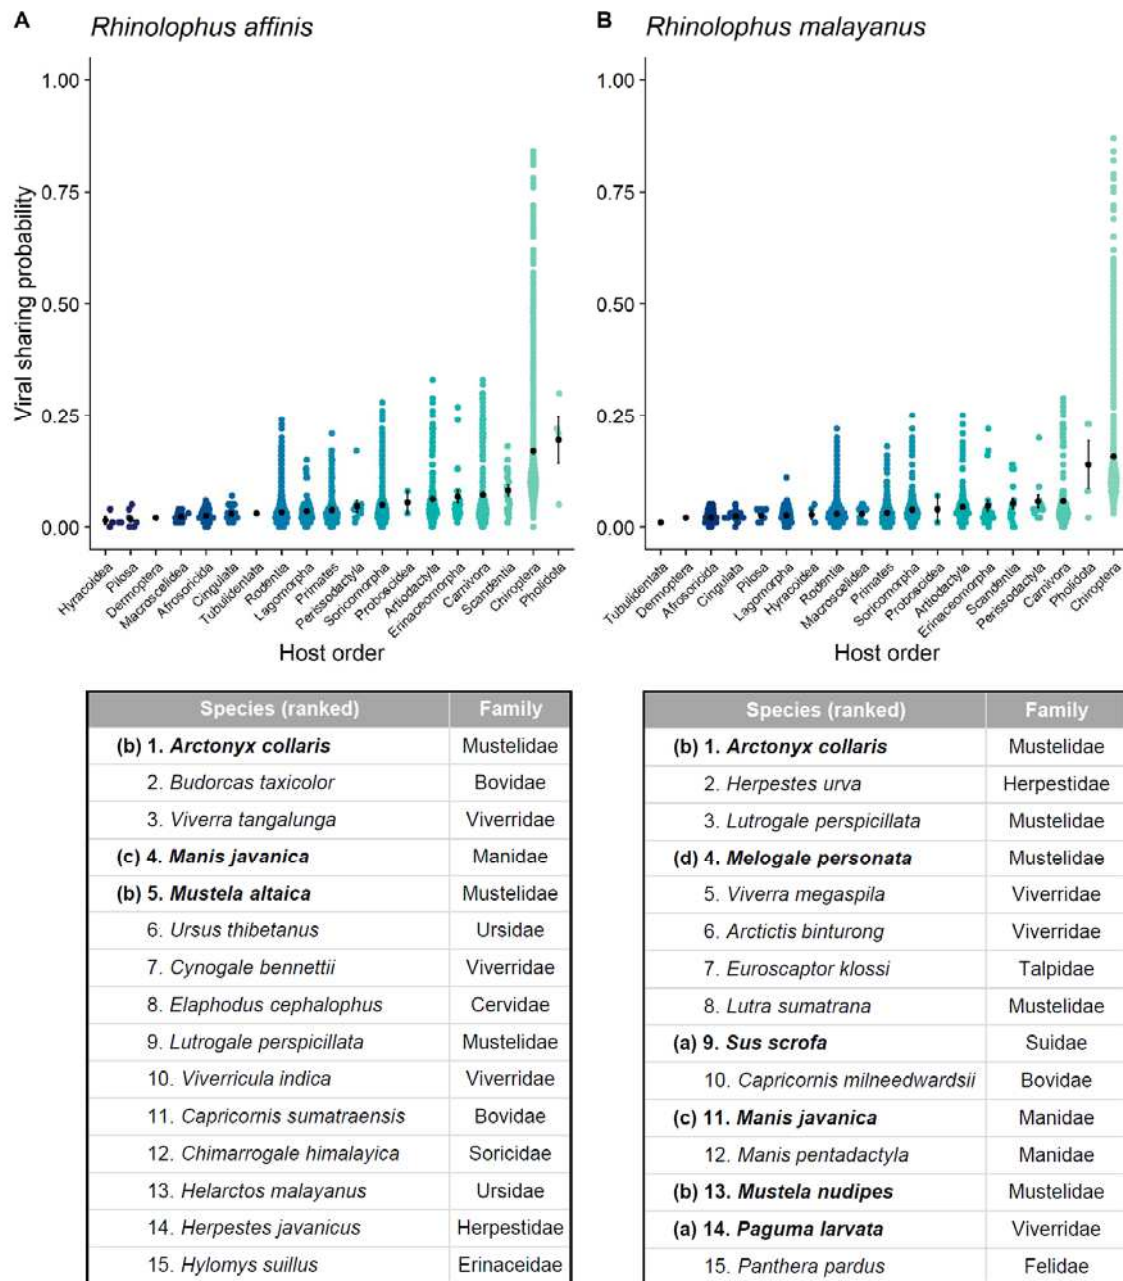 A
Rhinolophus affinis
B
Rhinolophus malayanus
Viral sharing probability
1.00
0.75
0.50
0.25
0.00
Hyracoidea
Pilosa
Dermoptera
Macroscelidea
Afrosoricida
Cingulata
Tubulidentata
Rodentia
Lagomorpha
Primates
Perissodactyla
Soricomorpha
Proboscidea
Artiodactyla
Erinaceomorpha
Carnivora
Scandentia
Chiroptera
Pholidota
Host order
1.00
0.75
0.50
0.25
0.00
Tubulidentata
Dermoptera
Afrosoricida
Cingulata
Pilosa
Lagomorpha
Hyracoidea
Rodentia
Macroscelidea
Primates
Soricomorpha
Proboscidea
Artiodactyla
Erinaceomorpha
Scandentia
Perissodactyla
Carnivora
Pholidota
Chiroptera
Host order
Species (ranked) Family
(b) 1. Arctonyx collaris Mustelidae
2. Budorcas taxicolor Bovidae
3. Viverra tangalunga Viverridae
(c) 4. Manis javanica Manidae
(b) 5. Mustela altaica Mustelidae
6. Ursus thibetanus Ursidae
7. Cynogale bennettii Viverridae
8. Elaphodus cephalophus Cervidae
9. Lutrogale perspicillata Mustelidae
10. Viverricula indica Viverridae
11. Capricornis sumatraensis Bovidae
12. Chimarrogale himalayica Soricidae
13. Helarctos malayanus Ursidae
14. Herpestes javanicus Herpestidae
15. Hylomys suillus Erinaceidae
Species (ranked) Family
(b) 1. Arctonyx collaris Mustelidae
2. Herpestes urva Herpestidae
3. Lutrogale perspicillata Mustelidae
(d) 4. Melogale personata Mustelidae
5. Viverra megaspila Viverridae
6. Arctictis binturong Viverridae
7. Euroscaptor klossi Talpidae
8. Lutra sumatrana Mustelidae
(a) 9. Sus scrofa Suidae
10. Capricornis milneedwardsii Bovidae
(c) 11. Manis javanica Manidae
12. Manis pentadactyla Manidae
(b) 13. Mustela nudipes Mustelidae
(a) 14. Paguma larvata Viverridae
15. Panthera pardus Felidae